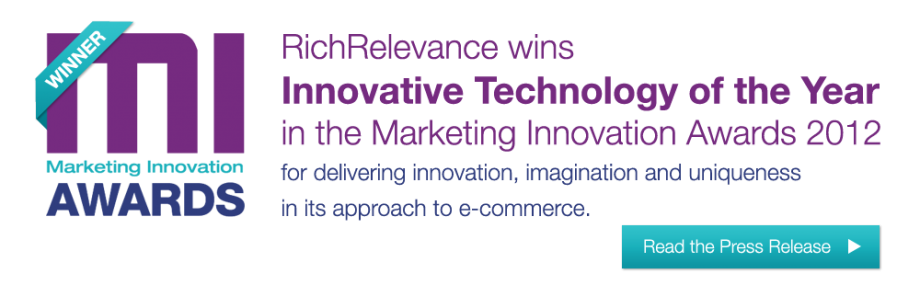 WINNER
mi
Marketing Innovation
AWARDS
RichRelevance wins
Innovative Technology of the Year
in the Marketing Innovation Awards 2012
for delivering innovation, imagination and uniqueness
in its approach to e-commerce.
Read the Press Release